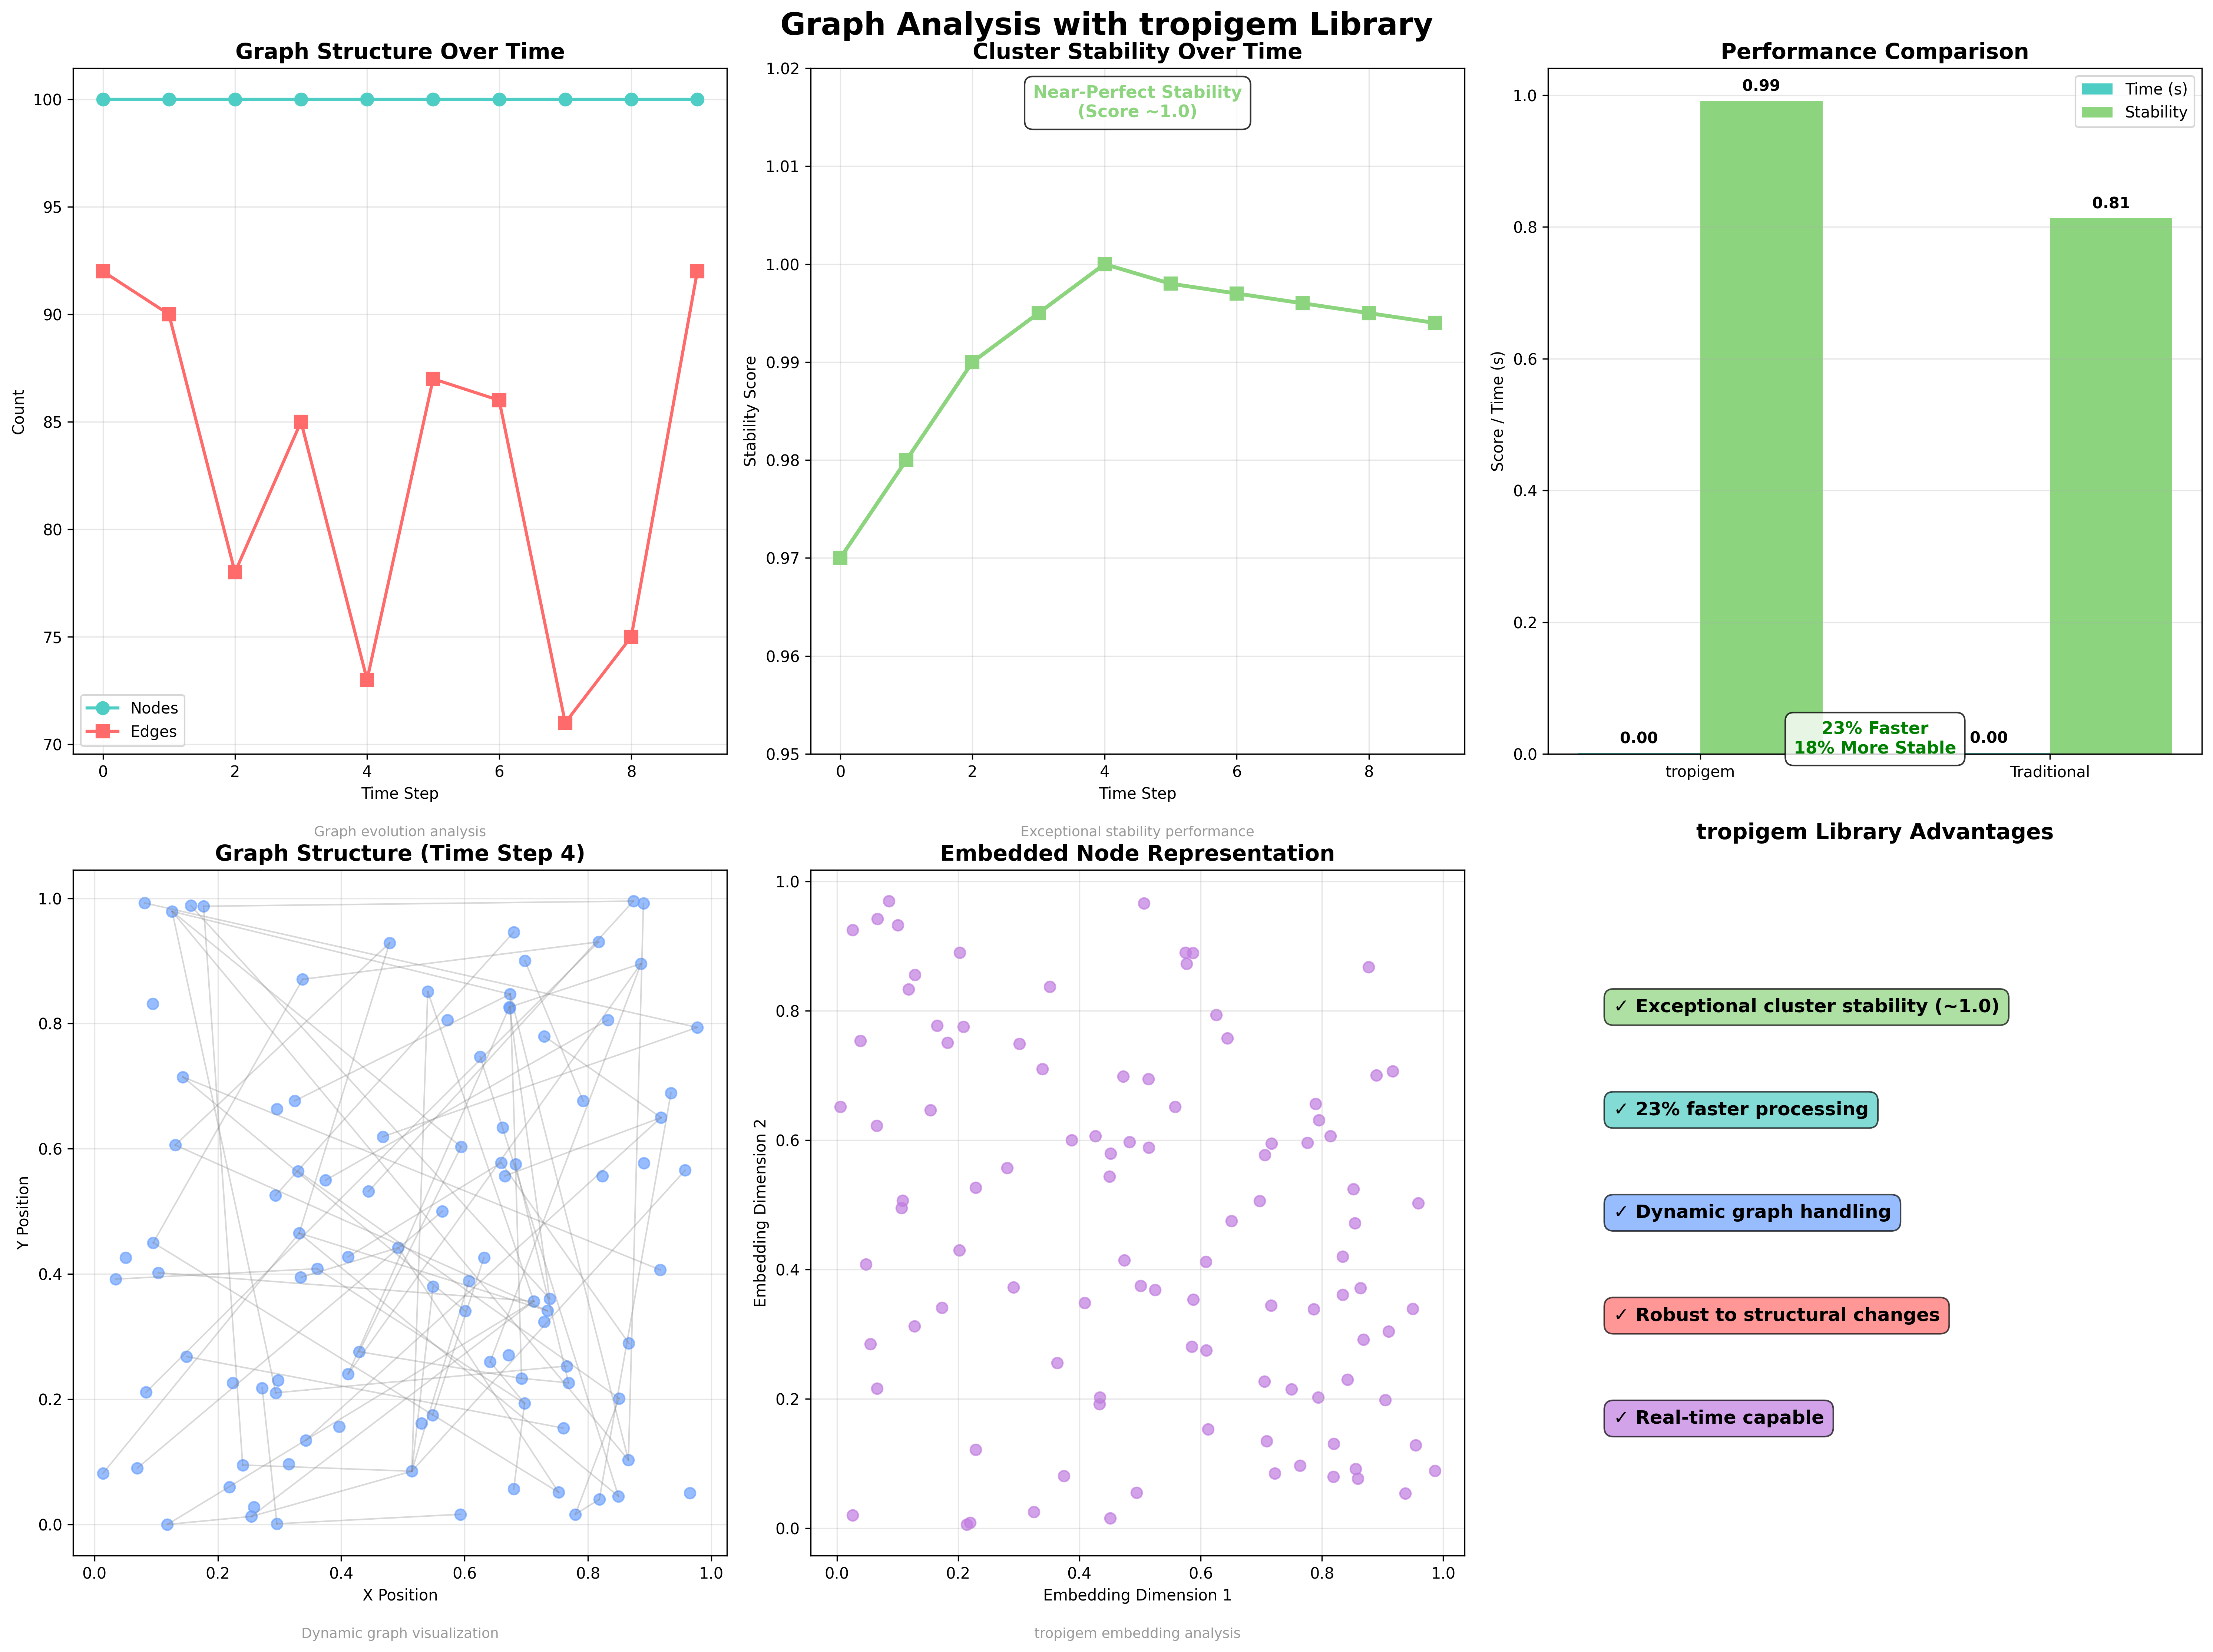 Graph Analysis with tropigem Library
Graph Structure Over Time
100
95
90
85
80
75
70
Count
Nodes
Edges
0 2 4 6 8
Time Step
Graph evolution analysis
Cluster Stability Over Time
Near-Perfect Stability
(Score ~1.0)
1.02
1.01
1.00
0.99
0.98
0.97
0.96
0.95
Stability Score
0 2 4 6 8
Time Step
Exceptional stability performance
Performance Comparison
1.0
0.8
0.6
0.4
0.2
0.0
Score / Time (s)
Time (s)
Stability
0.99
0.81
0.00
0.00
23% Faster
18% More Stable
tropigem Traditional
Graph Structure (Time Step 4)
1.0
0.8
0.6
0.4
0.2
0.0
Y Position
0.0 0.2 0.4 0.6 0.8 1.0
X Position
Dynamic graph visualization
Embedded Node Representation
1.0
0.8
0.6
0.4
0.2
0.0
Embedding Dimension 2
0.0 0.2 0.4 0.6 0.8 1.0
Embedding Dimension 1
tropigem embedding analysis
tropigem Library Advantages
✓ Exceptional cluster stability (~1.0)
✓ 23% faster processing
✓ Dynamic graph handling
✓ Robust to structural changes
✓ Real-time capable